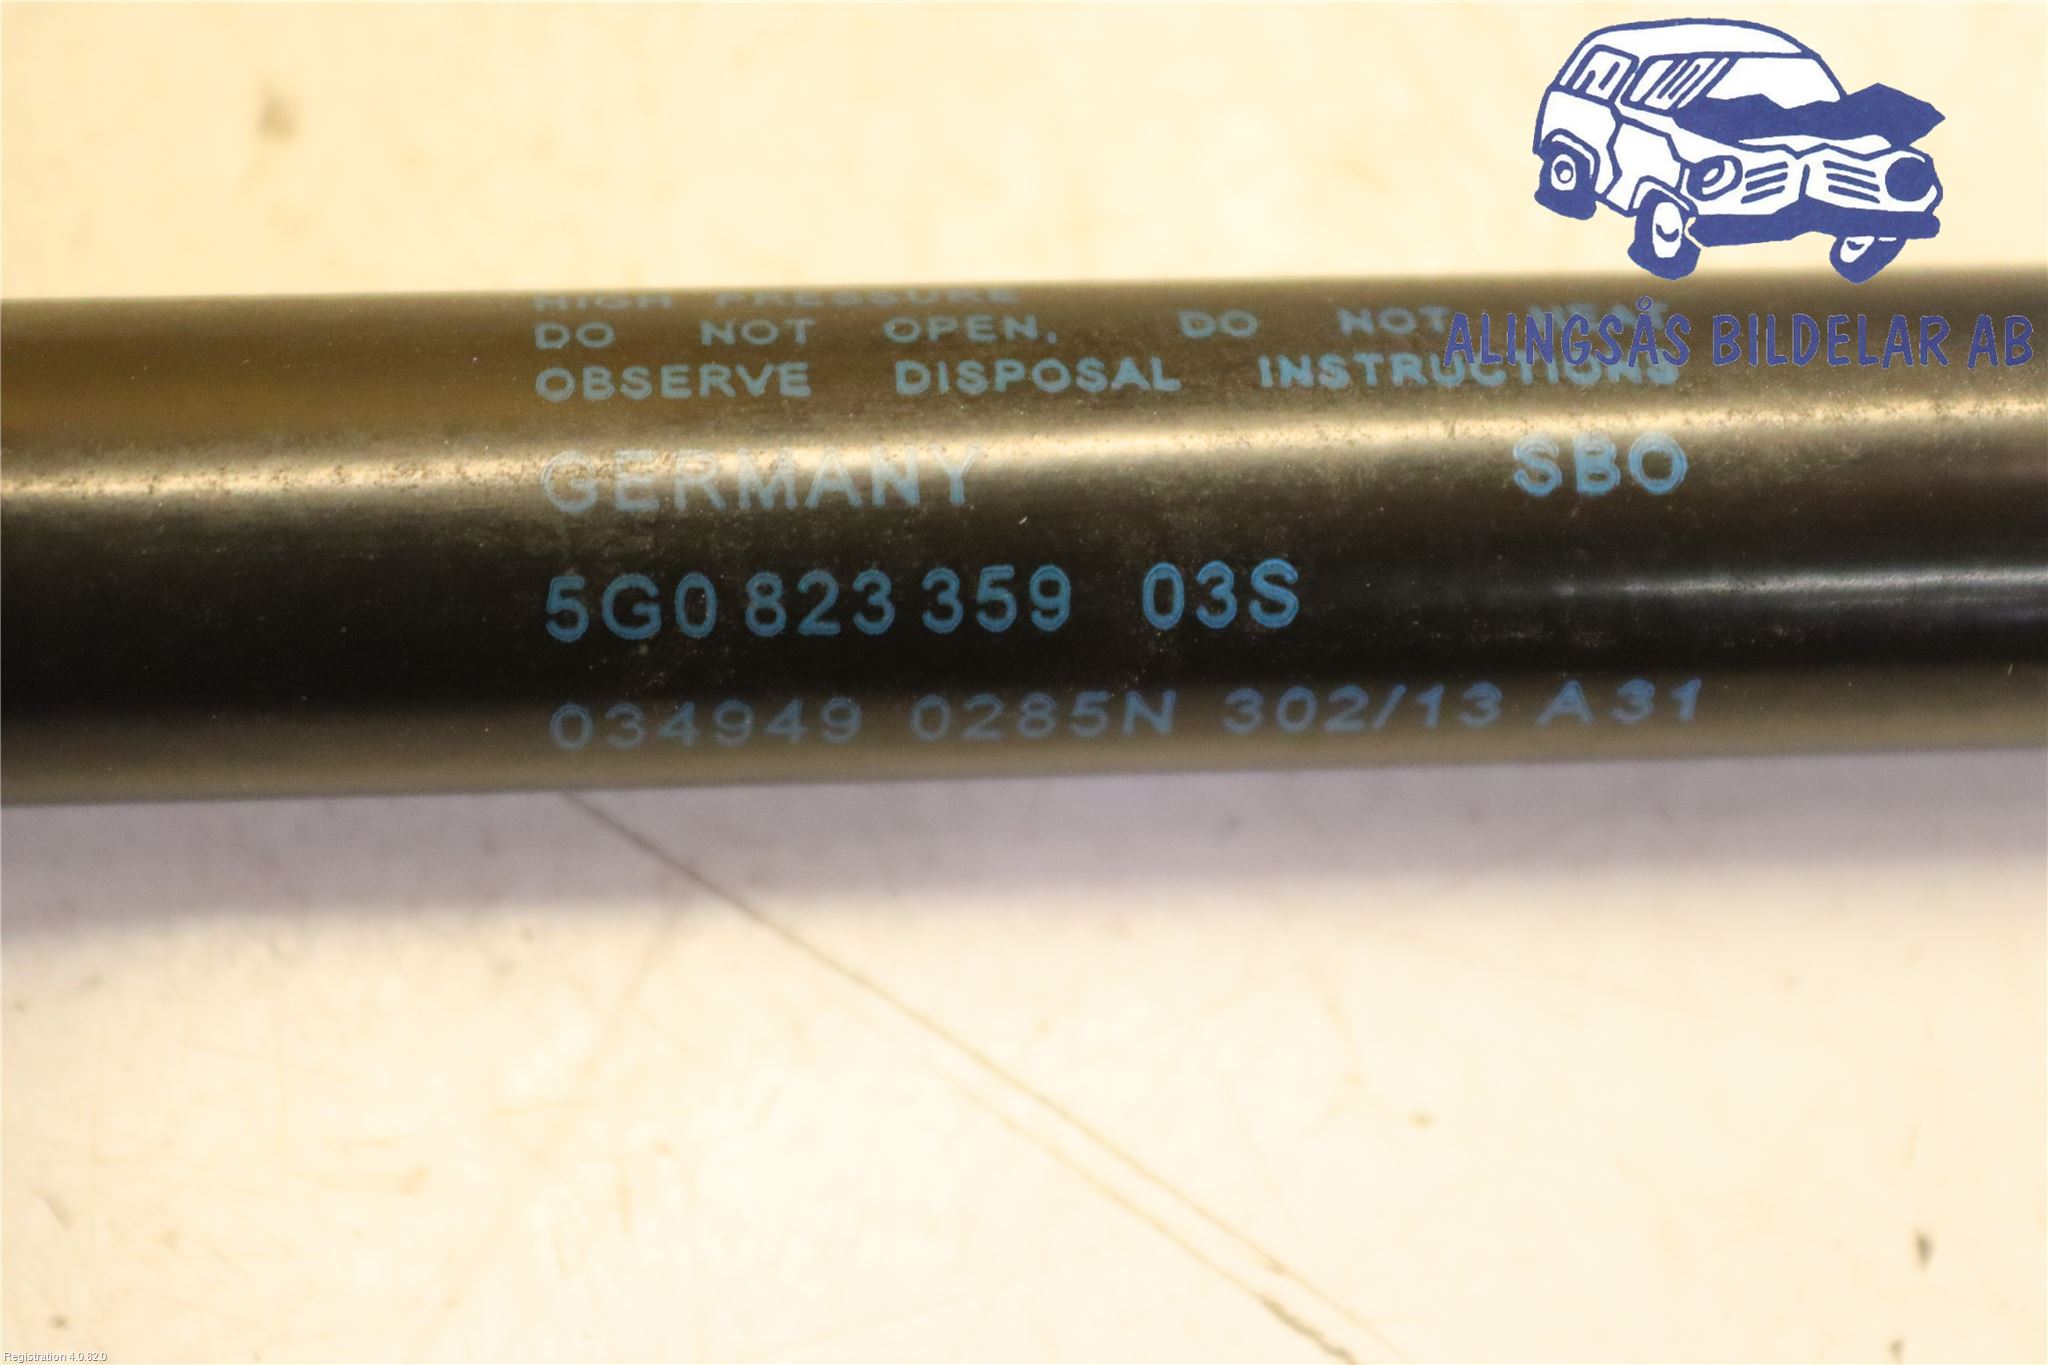 HIGH PRESSURE
DO NOT OPEN. DO NOT HEAT
OBSERVE DISPOSAL INSTRUCTIONS
ALINGSÅS BILDELAR AB
GERMANY SBO
5G0 823 359 03S
034949 0285N 302/13 A31
Registration 4.0.82.0